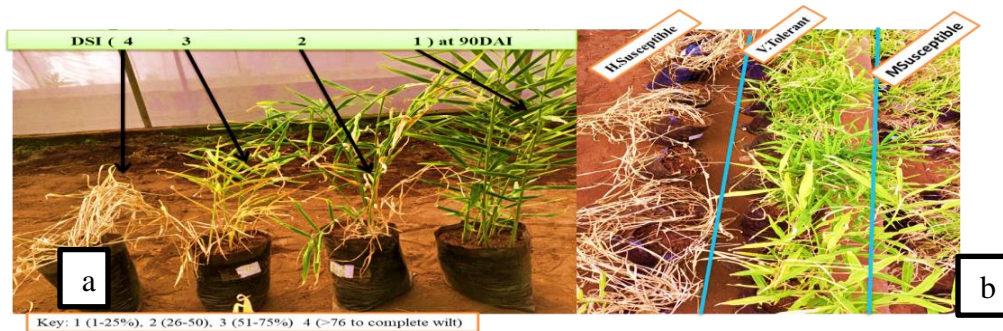 DSI ( 4 3 2 1 ) at 90DAI
H.Susceptible
V.Tolerant
MSusceptible
a
b
Key: 1 (1-25%), 2 (26-50), 3 (51-75%) 4 (>76 to complete wilt)